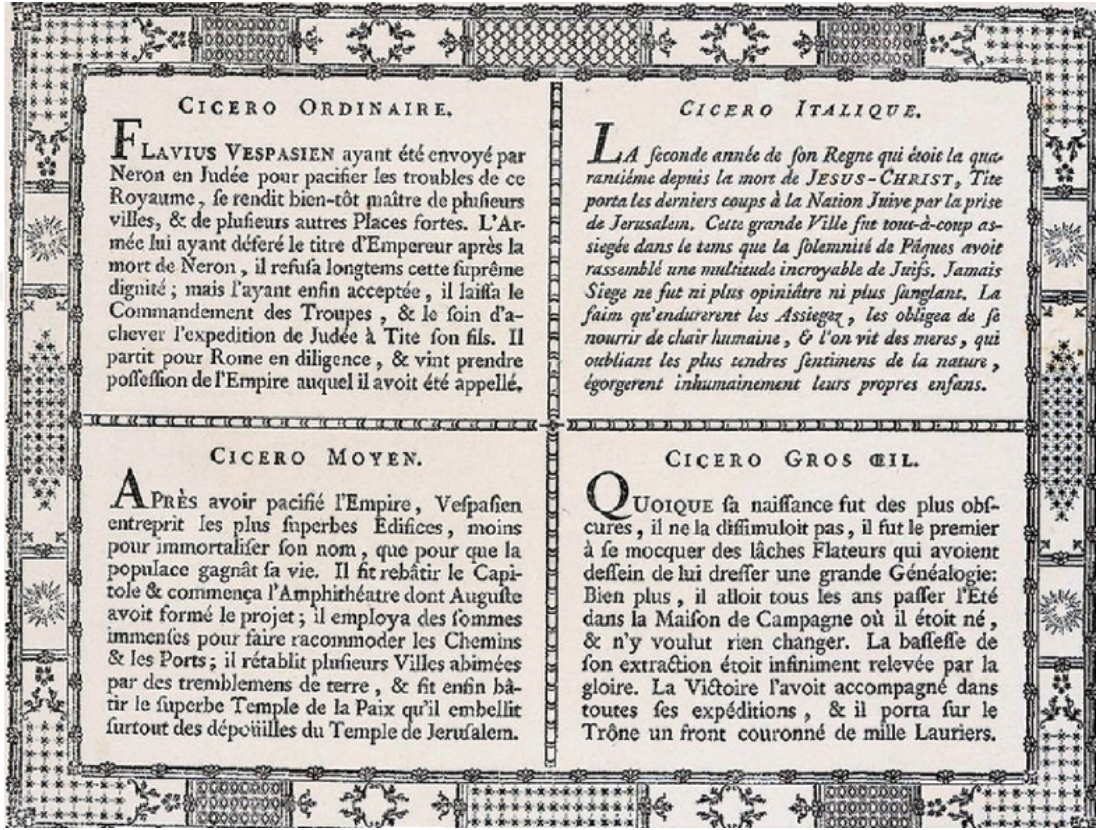 CICERO ORDINAIRE.
FLAVIUS VESPASIEN ayant été envoyé par
Neron en Judée pour pacifier les troubles de ce
Royaume, ſe rendit bien-tôt maître de pluſieurs
villes, & de pluſieurs autres Places fortes. L'Ar-
mée lui ayant déferé le titre d'Empereur après la
mort de Neron, il refuſa longtems cette ſuprême
dignité; mais l'ayant enfin acceptée, il laiſſa le
Commandement des Troupes, & le ſoin d'a-
chever l'expedition de Judée à Tite ſon fils. Il
partit pour Rome en diligence, & vint prendre
poſſeſſion de l'Empire auquel il avoit été appellé.
CICERO ITALIQUE.
LA ſeconde année de ſon Regne qui étoit la qua-
rantiéme depuis la mort de JESUS-CHRIST, Tite
porta les derniers coups à la Nation Juive par la priſe
de Jeruſalem. Cette grande Ville fut tout-à-coup aſ-
ſiegée dans le tems que la ſolemnité de Pâques avoit
raſſemblé une multitude incroyable de Juifs. Jamais
Siege ne fut ni plus opiniâtre ni plus ſanglant. La
faim qu'endurerent les Aſſiegez, les obligea de ſe
nourrir de chair humaine, & l'on vit des meres, qui
oubliant les plus tendres ſentimens de la nature,
égorgerent inhumainement leurs propres enfans.
CICERO MOYEN.
APRÈS avoir pacifié l'Empire, Veſpaſien
entreprit les plus ſuperbes Edifices, moins
pour immortaliſer ſon nom, que pour que la
populace gagnât ſa vie. Il fit rebâtir le Capi-
tole & commença l'Amphithéatre dont Auguſte
avoit formé le projet; il employa des ſommes
immenſes pour faire racommoder les Chemins
& les Ports; il rétablit pluſieurs Villes abimées
par des tremblemens de terre, & fit enfin bâ-
tir le ſuperbe Temple de la Paix qu'il embellit
ſurtout des dépoüilles du Temple de Jeruſalem.
CICERO GROS ŒIL.
QUOIQUE ſa naiſſance fut des plus obſ-
cures, il ne la diſſimuloit pas, il fut le premier
à ſe mocquer des lâches Flateurs qui avoient
deſſein de lui dreſſer une grande Généalogie:
Bien plus, il alloit tous les ans paſſer l'Eté
dans la Maiſon de Campagne où il étoit né,
& n'y voulut rien changer. La baſſeſſe de
ſon extraction étoit infiniment relevée par la
gloire. La Victoire l'avoit accompagné dans
toutes ſes expéditions, & il porta ſur le
Trône un front couronné de mille Lauriers.